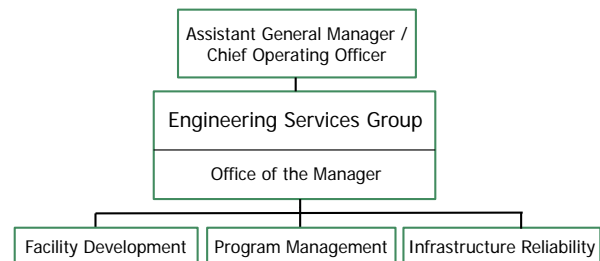 Assistant General Manager /
Chief Operating Officer
Engineering Services Group
Office of the Manager
Facility Development
Program Management
Infrastructure Reliability